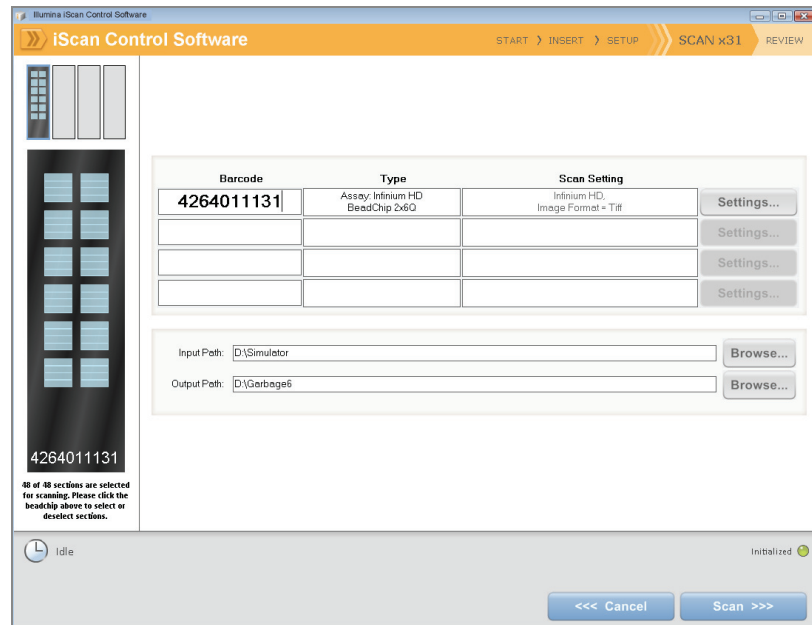 Illumina iScan Control Software
iScan Control Software
START > INSERT > SETUP
SCAN x31
REVIEW
Barcode Type Scan Setting
4264011131
Assay: Infinium HD
BeadChip 2x6Q
Infinium HD,
Image Format = Tiff
Settings...
Settings...
Settings...
Settings...
Input Path: D:\Simulator Browse...
Output Path: D:\Garbage6 Browse...
4264011131
48 of 48 sections are selected
for scanning. Please click the
beadchip above to select or
deselect sections.
Idle
Initialized
<<< Cancel
Scan >>>